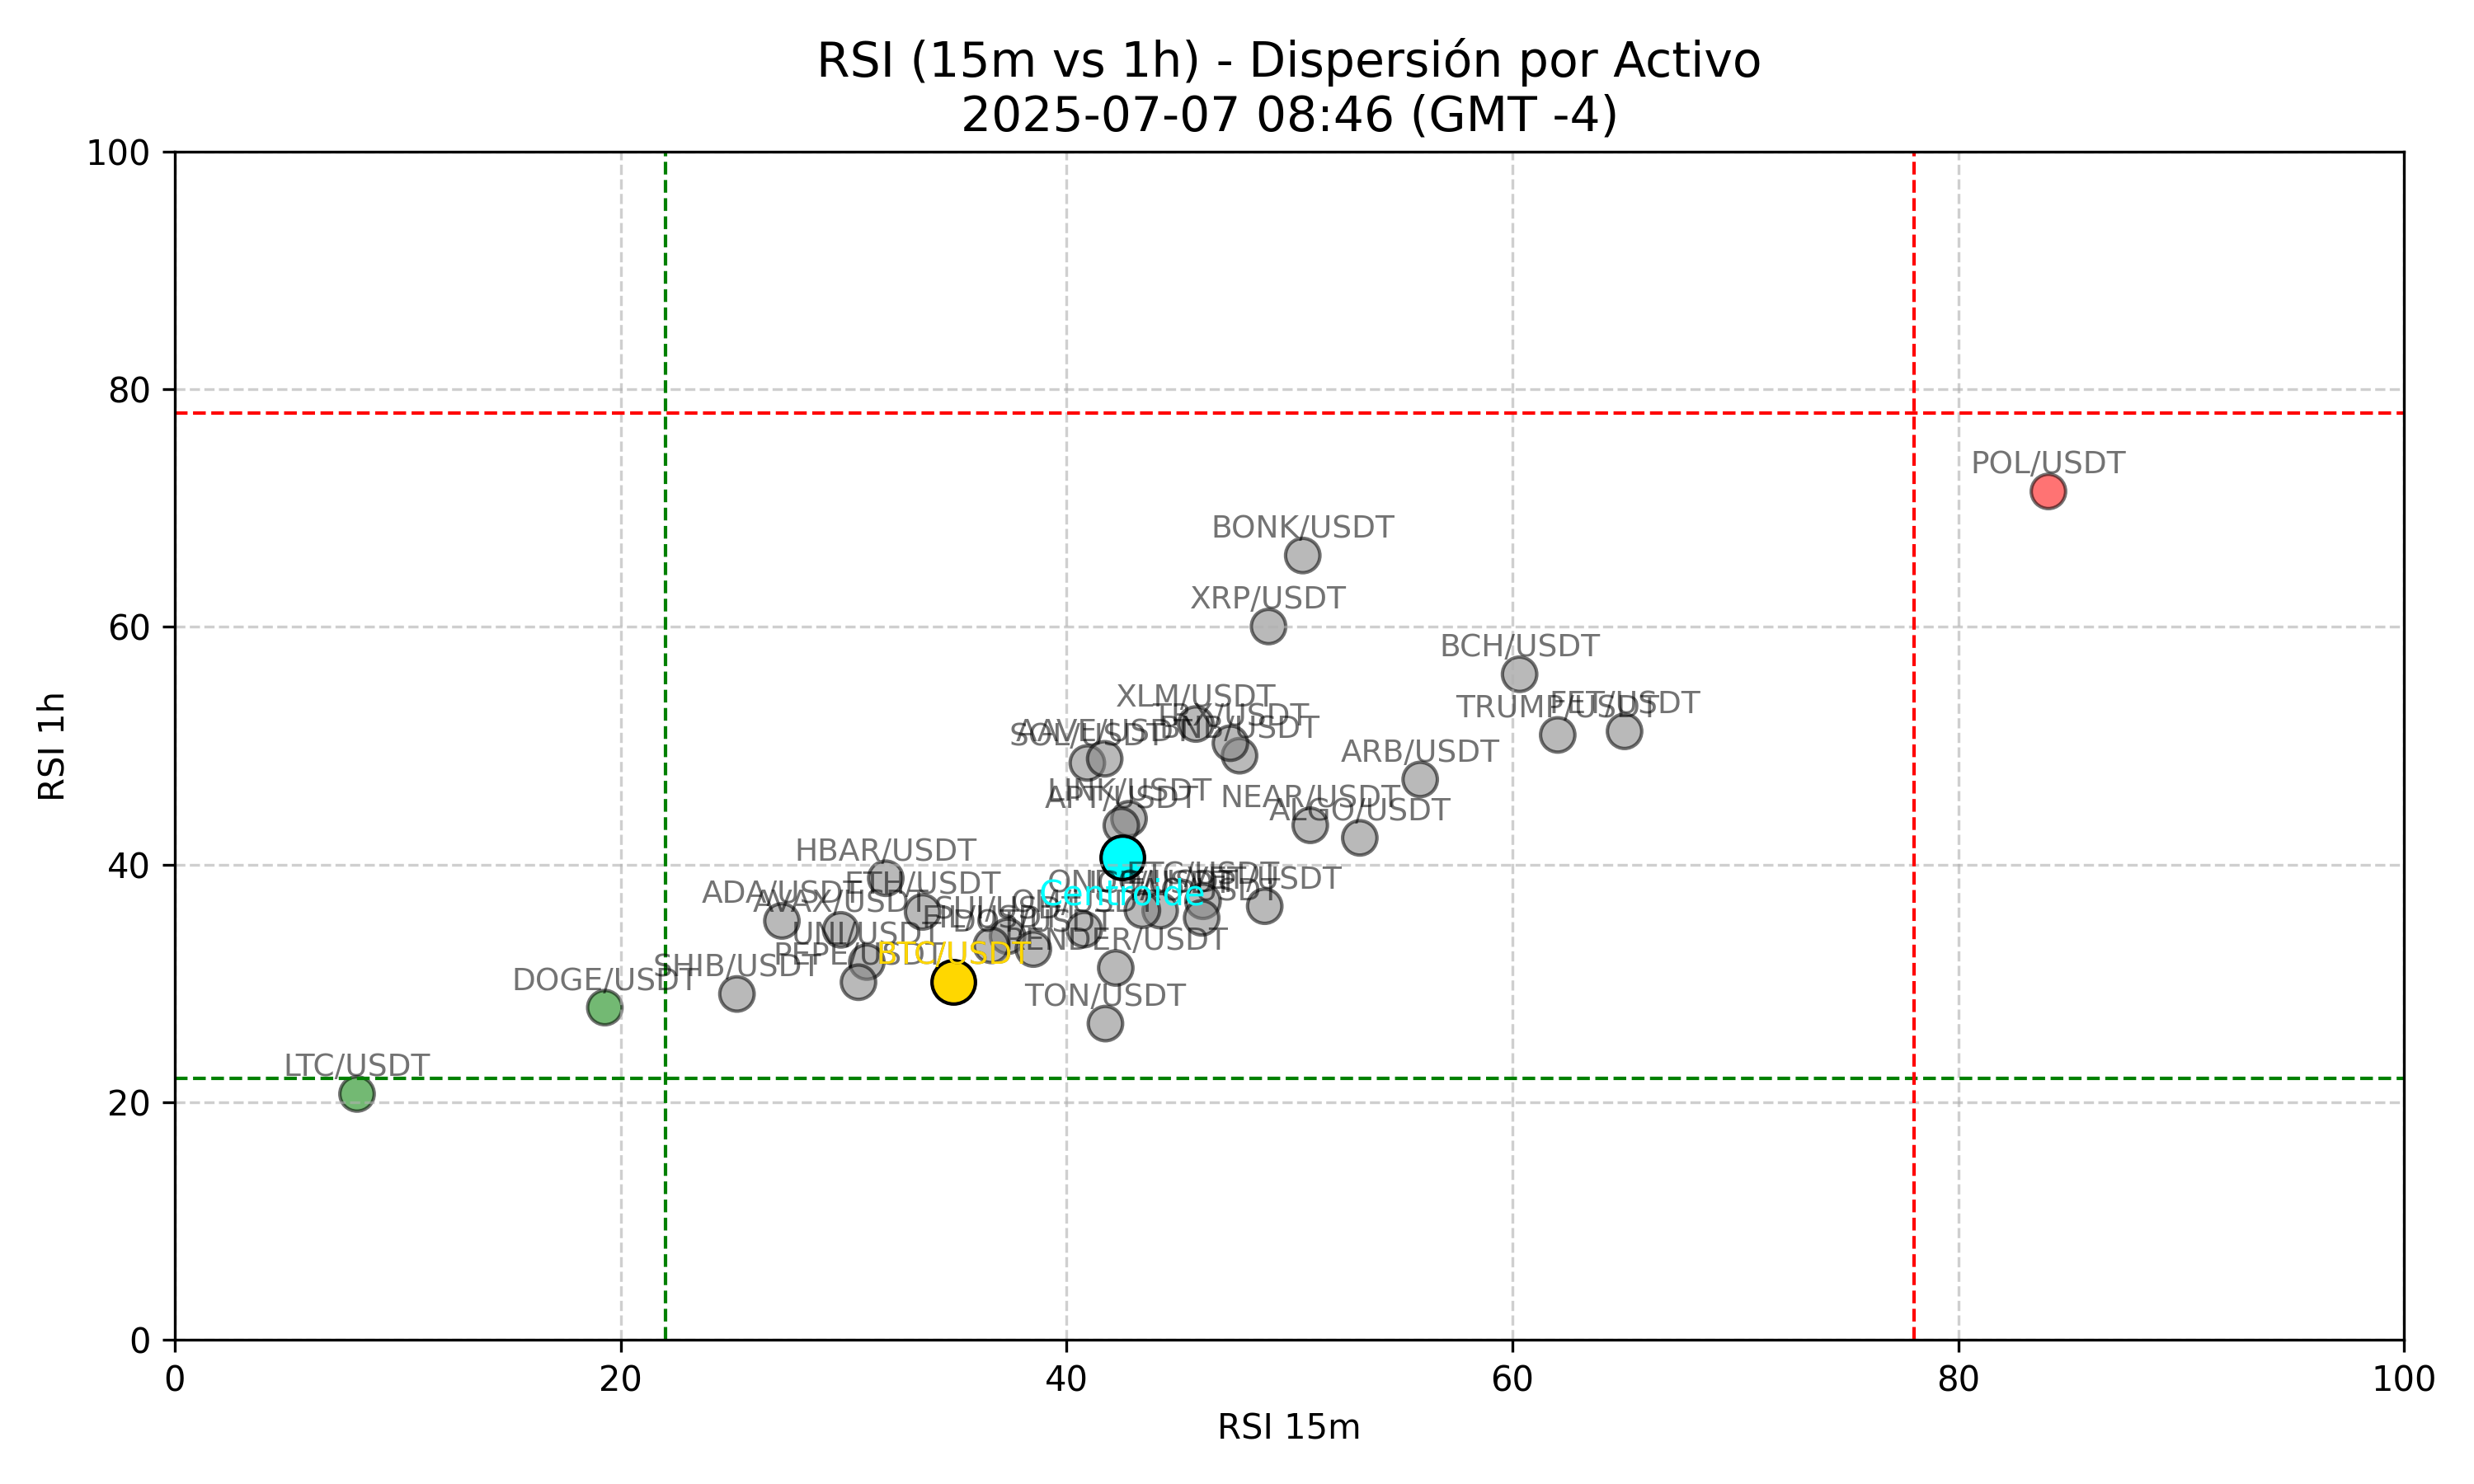 RSI (15m vs 1h) - Dispersión por Activo
2025-07-07 08:46 (GMT -4)
RSI 1h
100
80
60
40
20
0
POL/USDT
BONK/USDT
XRP/USDT
BCH/USDT
XLM/USDT
TRUMP/USDT
FET/USDT
TRX/USDT
BNB/USDT
AAVE/USDT
SOL/USDT
ARB/USDT
LINK/USDT
APT/USDT
NEAR/USDT
ALGO/USDT
HBAR/USDT
ETH/USDT
ETC/USDT
ADA/USDT
AVAX/USDT
Centroide
SUI/USDT
UNI/USDT
PEPE/USDT
BTC/USDT
SHIB/USDT
DOGE/USDT
TON/USDT
LTC/USDT
0
20
40
60
80
100
RSI 15m